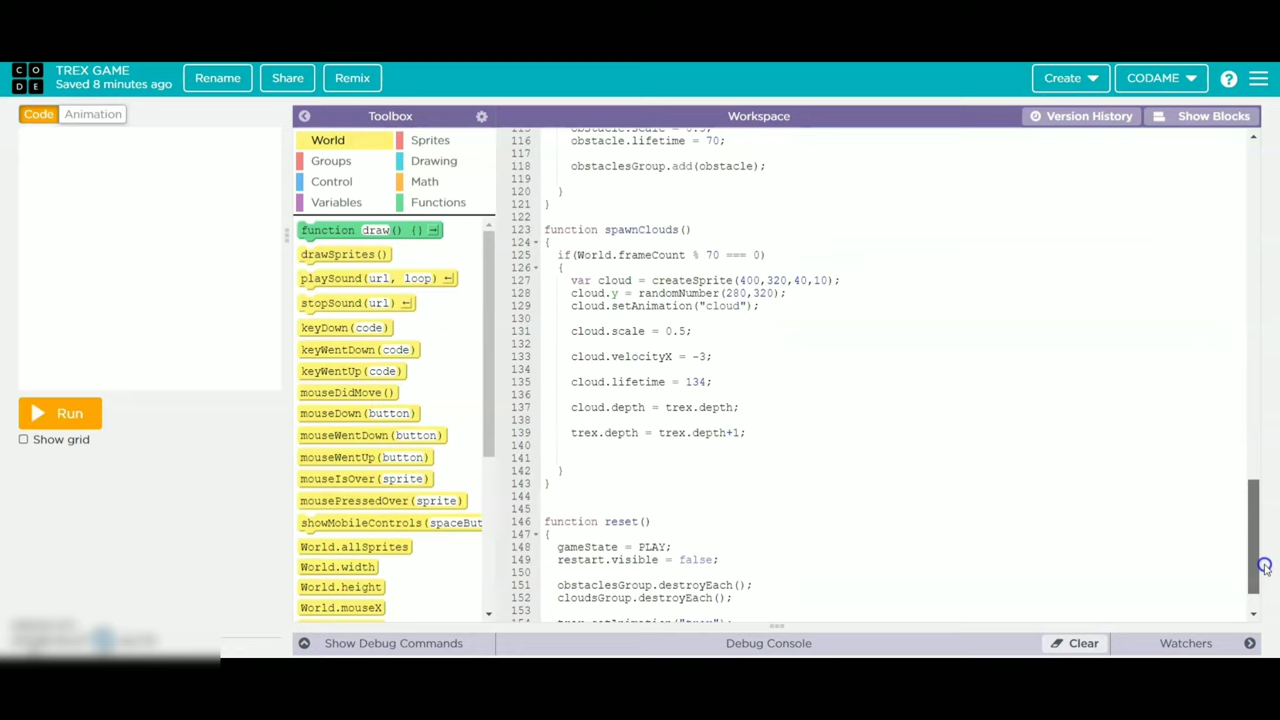 CO
DE
TREX GAME
Saved 8 minutes ago
Rename
Share
Remix
Create
CODAME
?
Code
Animation
Toolbox
Workspace
Version History
Show Blocks
World
Sprites
Groups
Drawing
Control
Math
Variables
Functions
function draw() {}
drawSprites()
playSound(url, loop)
stopSound(url)
keyDown(code)
keyWentDown(code)
keyWentUp(code)
mouseDidMove()
mouseDown(button)
mouseWentDown(button)
mouseWentUp(button)
mouseIsOver(sprite)
mousePressedOver(sprite)
showMobileControls(spaceBut
World.allSprites
World.width
World.height
World.mouseX
Run
Show grid
116 obstacle.lifetime = 70;
117
118 obstaclesGroup.add(obstacle);
119
120 }
121 }
122
123 function spawnClouds()
124 {
125 if(World.frameCount % 70 === 0)
126 {
127 var cloud = createSprite(400,320,40,10);
128 cloud.y = randomNumber(280,320);
129 cloud.setAnimation("cloud");
130
131 cloud.scale = 0.5;
132
133 cloud.velocityX = -3;
134
135 cloud.lifetime = 134;
136
137 cloud.depth = trex.depth;
138
139 trex.depth = trex.depth+1;
140
141
142 }
143 }
144
145
146 function reset()
147 {
148 gameState = PLAY;
149 restart.visible = false;
150
151 obstaclesGroup.destroyEach();
152 cloudsGroup.destroyEach();
153
Show Debug Commands
Debug Console
Clear
Watchers